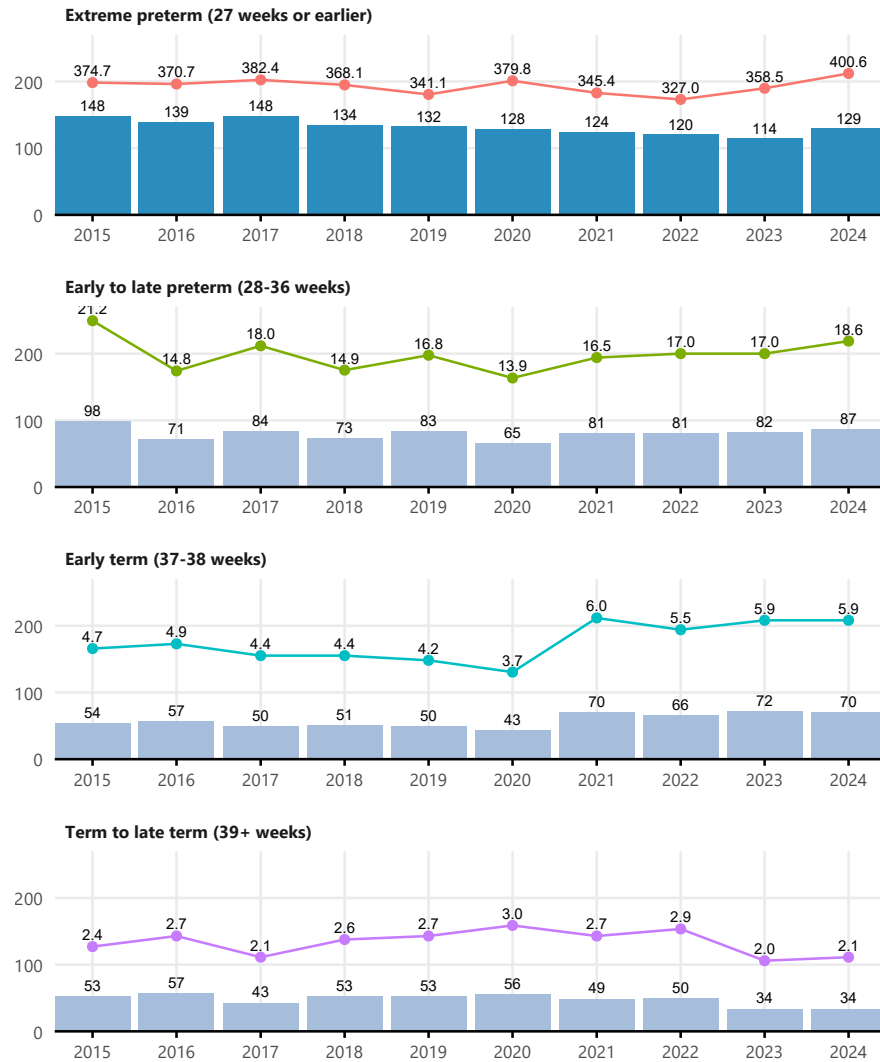 Extreme preterm (27 weeks or earlier)
374.7 370.7 382.4 368.1 341.1 379.8 345.4 327.0 358.5 400.6
200
148 139 148 134 132 128 124 120 114 129
100
0
2015 2016 2017 2018 2019 2020 2021 2022 2023 2024
Early to late preterm (28-36 weeks)
21.2 14.8 18.0 14.9 16.8 13.9 16.5 17.0 17.0 18.6
200
100
98 71 84 73 83 65 81 81 82 87
0
2015 2016 2017 2018 2019 2020 2021 2022 2023 2024
Early term (37-38 weeks)
4.7 4.9 4.4 4.4 4.2 3.7 6.0 5.5 5.9 5.9
200
100
54 57 50 51 50 43 70 66 72 70
0
2015 2016 2017 2018 2019 2020 2021 2022 2023 2024
Term to late term (39+ weeks)
200
2.4 2.7 2.1 2.6 2.7 3.0 2.7 2.9 2.0 2.1
100
53 57 43 53 53 56 49 50 34 34
0
2015 2016 2017 2018 2019 2020 2021 2022 2023 2024